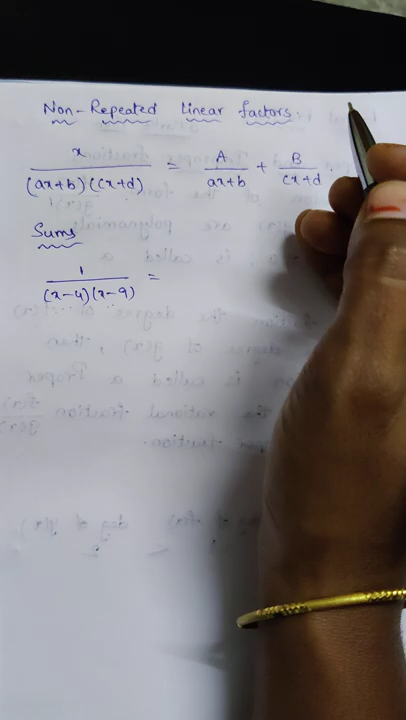 Non-Repeated Linear factors:
x/((ax+b)(cx+d)) = A/(ax+b) + B/(cx+d).
Sums
1/((x-4)(x-9)) =